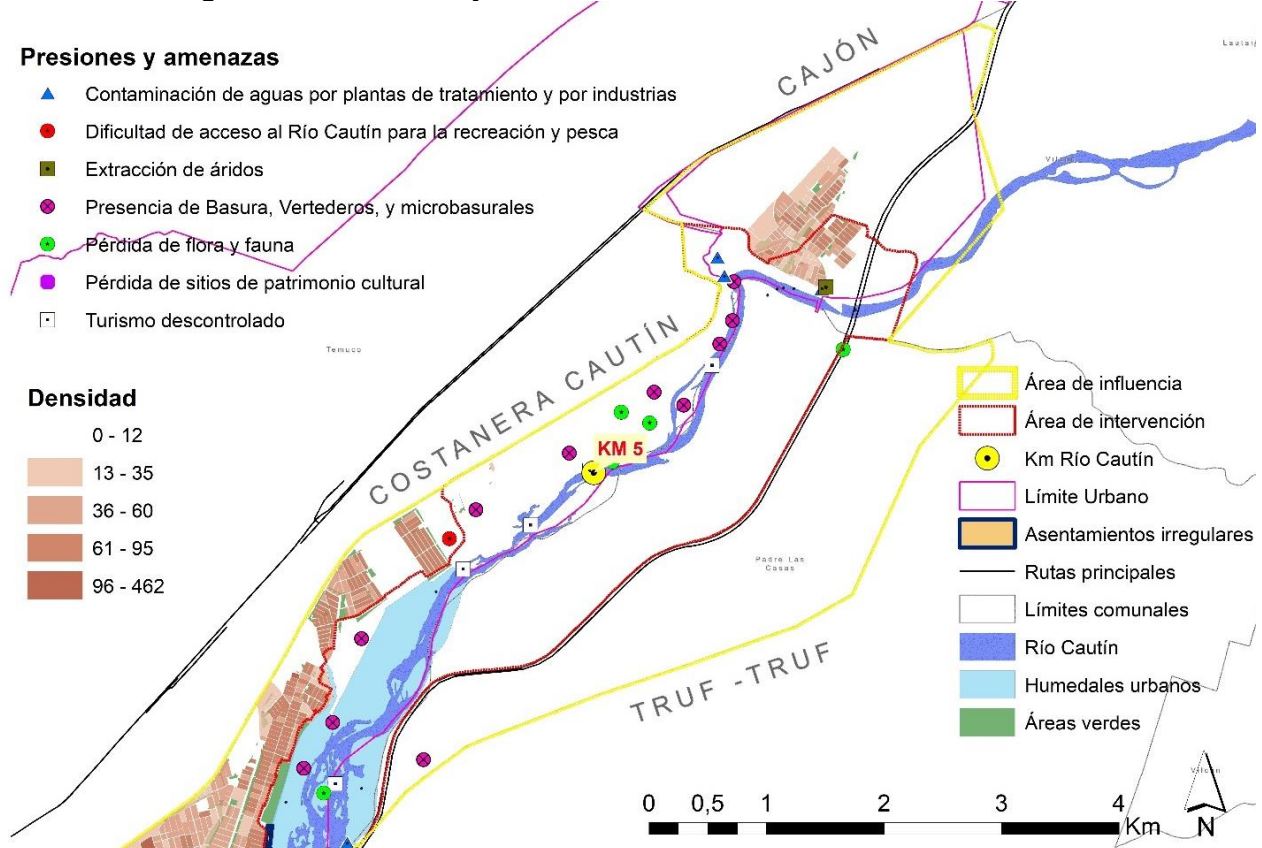 Presiones y amenazas
Contaminación de aguas por plantas de tratamiento y por industrias
Dificultad de acceso al Río Cautín para la recreación y pesca
Extracción de áridos
Presencia de Basura, Vertederos, y microbasurales
Pérdida de flora y fauna
Pérdida de sitios de patrimonio cultural
Turismo descontrolado
Temuco
Densidad
0 - 12
13 - 35
36 - 60
61 - 95
96 - 462
CAJÓN
Vilcún
COSTANERA CAUTÍN
KM 5
Padre Las
Casas
TRUF -TRUF
Área de influencia
Área de intervención
Km Río Cautín
Límite Urbano
Asentamientos irregulares
Rutas principales
Límites comunales
Río Cautín
Humedales urbanos
Áreas verdes
Vilcún
0 0,5 1 2 3 4
Km
N